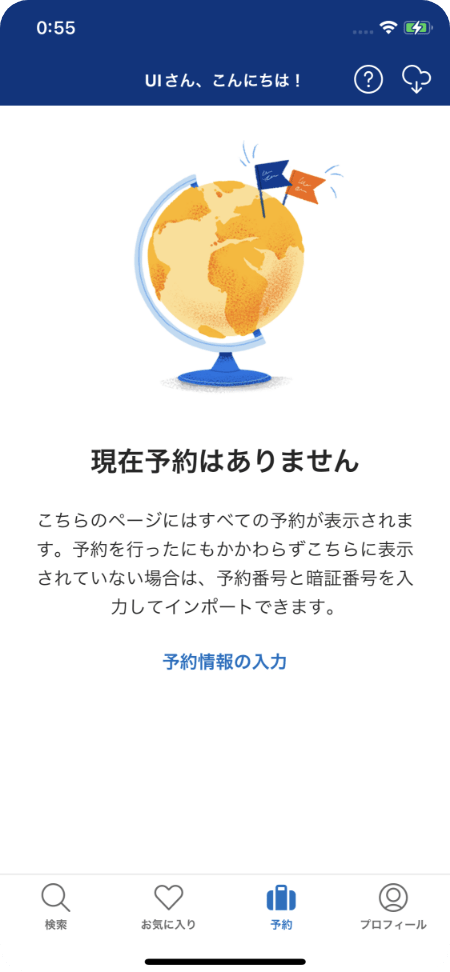 0:55
UIさん、こんにちは！
現在予約はありません
こちらのページにはすべての予約が表示されま
す。予約を行ったにもかかわらずこちらに表示
されていない場合は、予約番号と暗証番号を入
力してインポートできます。
予約情報の入力
検索
お気に入り
予約
プロフィール